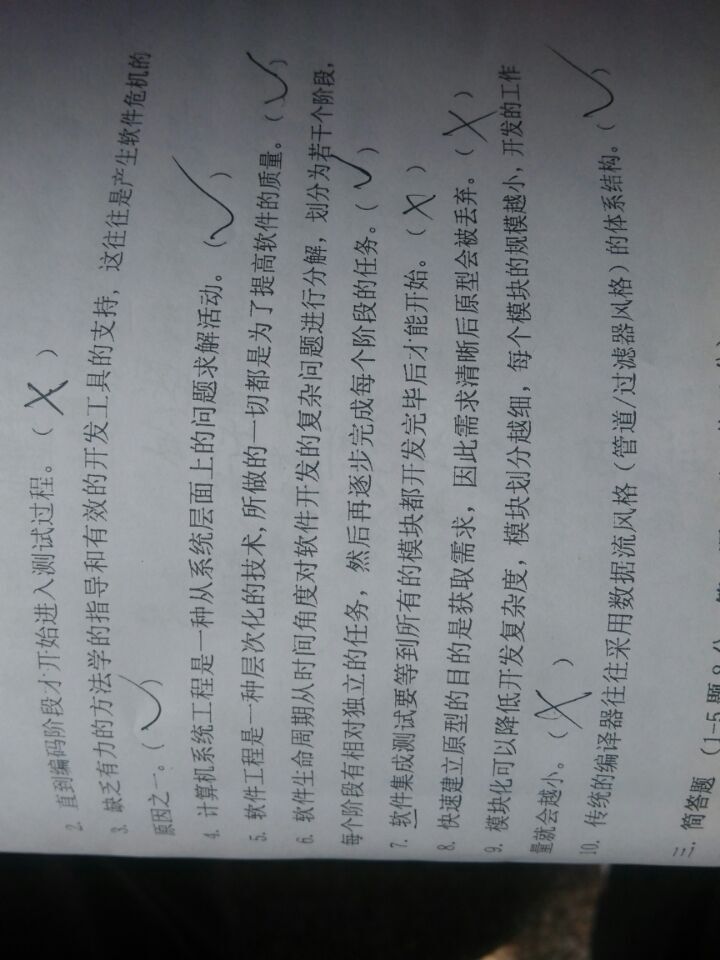 2. 直到编码阶段才开始进入测试过程。（ X ）
3. 缺乏有力的方法学的指导和有效的开发工具的支持，这往往是产生软件危机的
原因之一。（ ✓ ）
4. 计算机系统工程是一种从系统层面上的问题求解活动。（ ✓ ）
5. 软件工程是一种层次化的技术,所做的一切都是为了提高软件的质量。（ ✓ ）
6. 软件生命周期从时间角度对软件开发的复杂问题进行分解，划分为若干个阶段，
每个阶段有相对独立的任务，然后再逐步完成每个阶段的任务。（ ✓ ）
7. 软件集成测试要等到所有的模块都开发完毕后才能开始。（ X ）
8. 快速建立原型的目的是获取需求，因此需求清晰后原型会被丢弃。（ X ）
9. 模块化可以降低开发复杂度，模块划分越细，每个模块的规模越小，开发的工作
量就会越小。（ X ）
10. 传统的编译器往往采用数据流风格（管道/过滤器风格）的体系结构。（ ✓ ）
三. 简答题 （1-5题8分